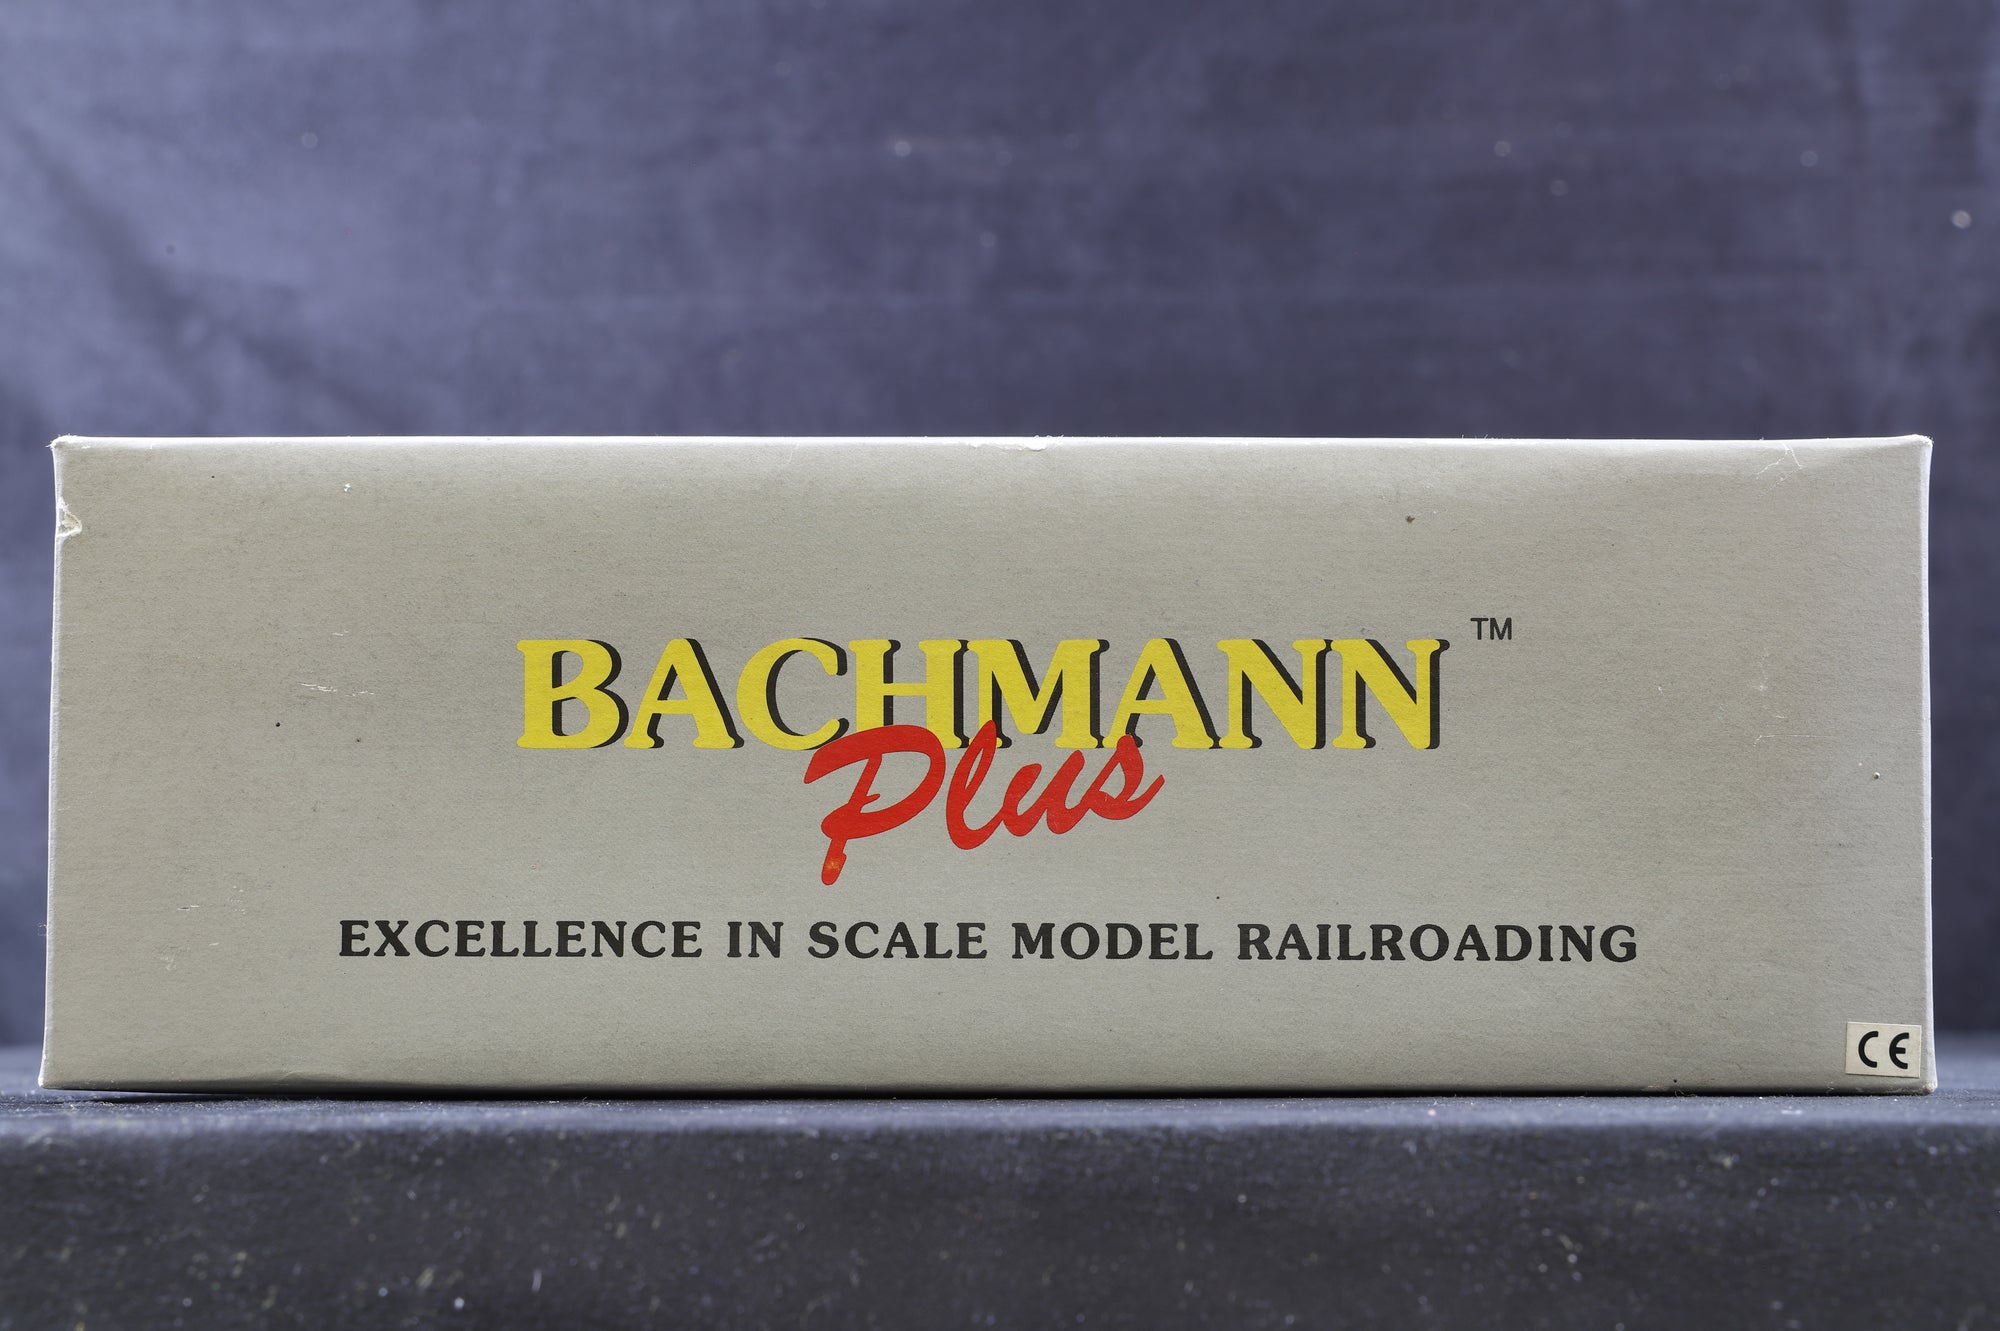 BACHMANN™
Plus
EXCELLENCE IN SCALE MODEL RAILROADING
CE